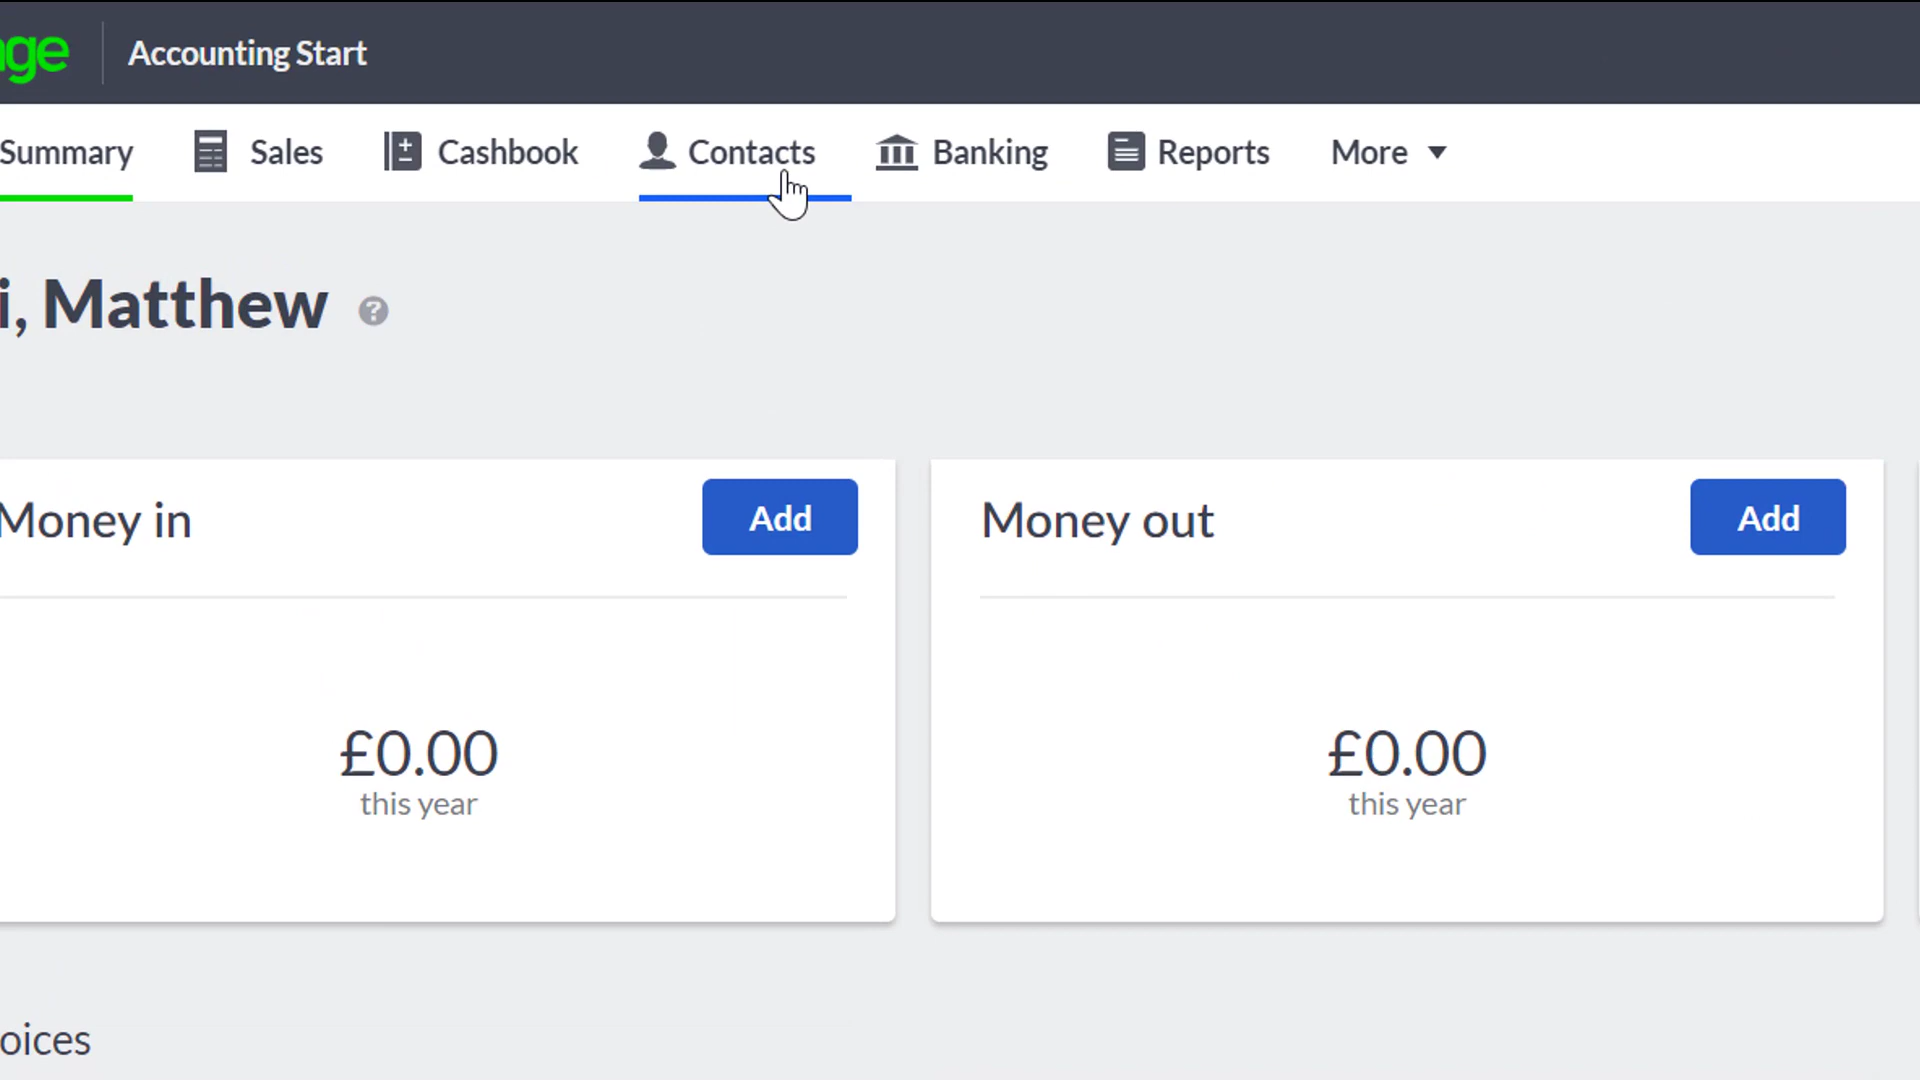 age
Accounting Start
Summary
Sales
Cashbook
Contacts
Banking
Reports
More
i, Matthew
?
Money in
Add
Money out
Add
£0.00
this year
£0.00
this year
oices